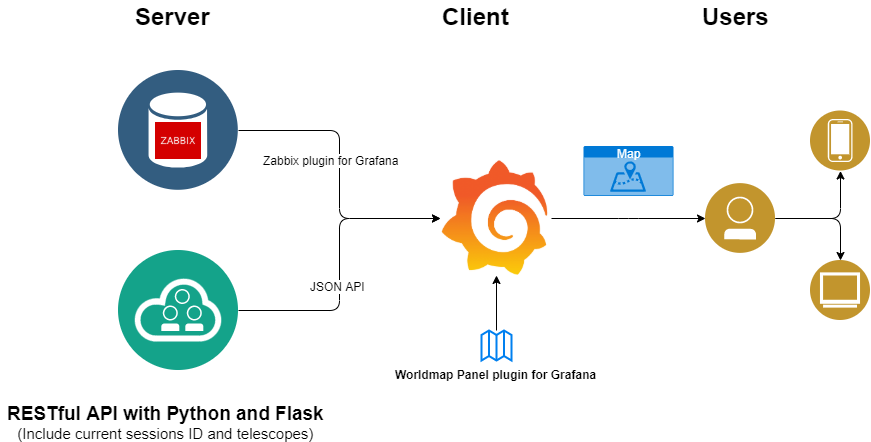 Server
Client
Users
ZABBIX
Zabbix plugin for Grafana
Map
JSON API
Worldmap Panel plugin for Grafana
RESTful API with Python and Flask
(Include current sessions ID and telescopes)